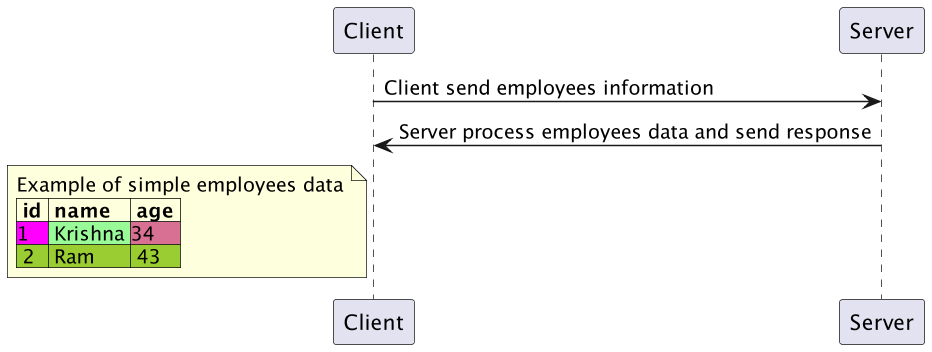 Client Server
Client send employees information
Server process employees data and send response
Example of simple employees data
id name age
1 Krishna 34
2 Ram 43
Client Server